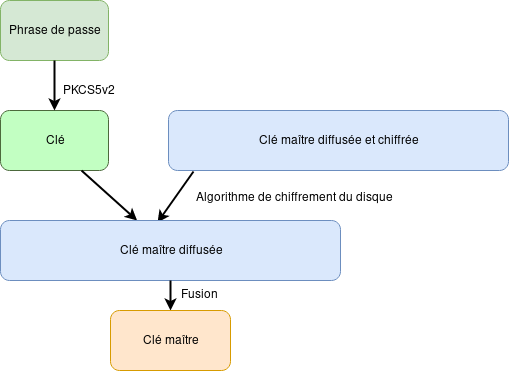 Phrase de passe
PKCS5v2
Clé
Clé maître diffusée et chiffrée
Algorithme de chiffrement du disque
Clé maître diffusée
Fusion
Clé maître